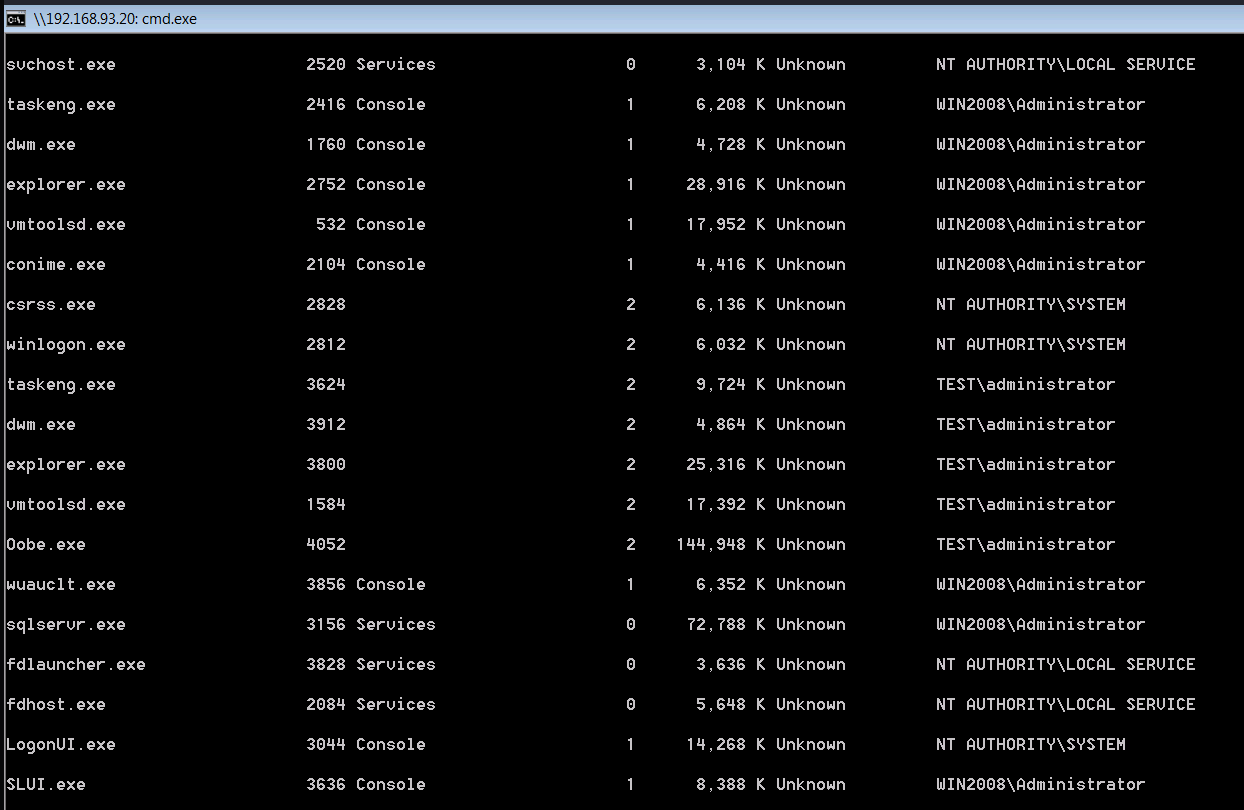 \\192.168.93.20: cmd.exe
svchost.exe 2520 Services 0 3,104 K Unknown NT AUTHORITY\LOCAL SERVICE
taskeng.exe 2416 Console 1 6,208 K Unknown WIN2008\Administrator
dwm.exe 1760 Console 1 4,728 K Unknown WIN2008\Administrator
explorer.exe 2752 Console 1 28,916 K Unknown WIN2008\Administrator
vmtoolsd.exe 532 Console 1 17,952 K Unknown WIN2008\Administrator
conime.exe 2104 Console 1 4,416 K Unknown WIN2008\Administrator
csrss.exe 2828 2 6,136 K Unknown NT AUTHORITY\SYSTEM
winlogon.exe 2812 2 6,032 K Unknown NT AUTHORITY\SYSTEM
taskeng.exe 3624 2 9,724 K Unknown TEST\administrator
dwm.exe 3912 2 4,864 K Unknown TEST\administrator
explorer.exe 3800 2 25,316 K Unknown TEST\administrator
vmtoolsd.exe 1584 2 17,392 K Unknown TEST\administrator
Oobe.exe 4052 2 144,948 K Unknown TEST\administrator
wuauclt.exe 3856 Console 1 6,352 K Unknown WIN2008\Administrator
sqlservr.exe 3156 Services 0 72,788 K Unknown WIN2008\Administrator
fdlauncher.exe 3828 Services 0 3,636 K Unknown NT AUTHORITY\LOCAL SERVICE
fdhost.exe 2084 Services 0 5,648 K Unknown NT AUTHORITY\LOCAL SERVICE
LogonUI.exe 3044 Console 1 14,268 K Unknown NT AUTHORITY\SYSTEM
SLUI.exe 3636 Console 1 8,388 K Unknown WIN2008\Administrator